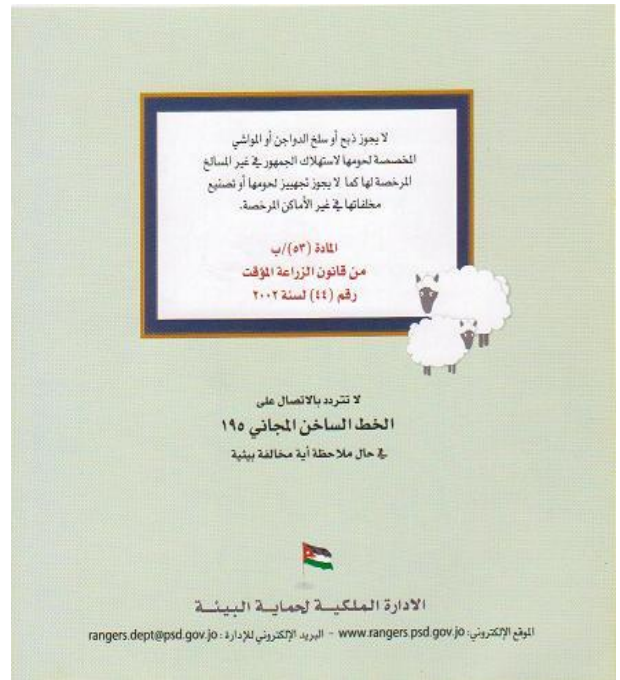 لا يجوز ذبح أو سلخ الدواجن أو المواشي
المخصصة لحومها لاستهلاك الجمهور في غير المسالخ
المرخصة لها كما لا يجوز تجهيز لحومها أو تصنيع
مخلفاتها في غير الأماكن المرخصة.
المادة (٥٣)/ب
من قانون الزراعة المؤقت
رقم (٤٤) لسنة ٢٠٠٢
لا تتردد بالاتصال على
الخط الساخن المجاني ١٩٥
في حال ملاحظة أية مخالفة بيئية
الادارة الملكيــة لحمايـة البيئــة
الموقع الإلكتروني: www.rangers.psd.gov.jo - البريد الإلكتروني للإدارة : rangers.dept@psd.gov.jo